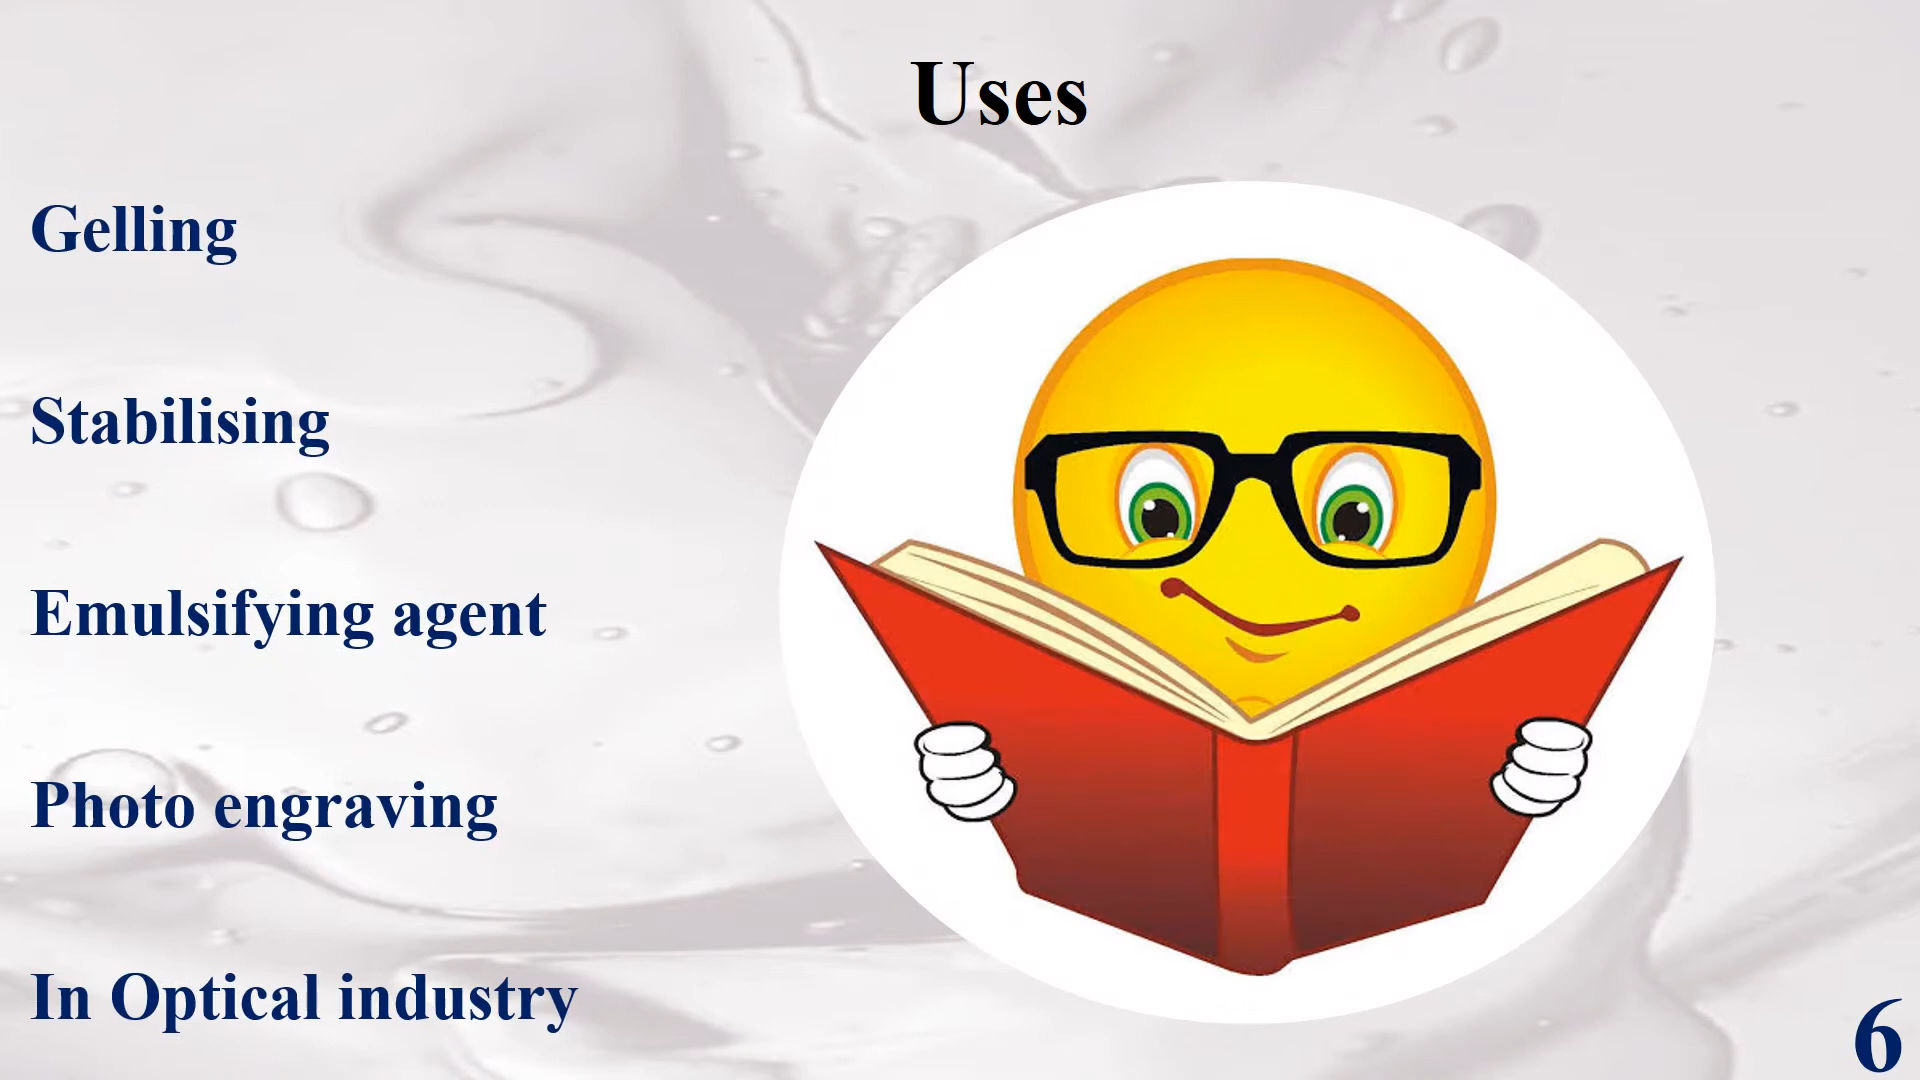 Uses
Gelling
Stabilising
Emulsifying agent
Photo engraving
In Optical industry
6